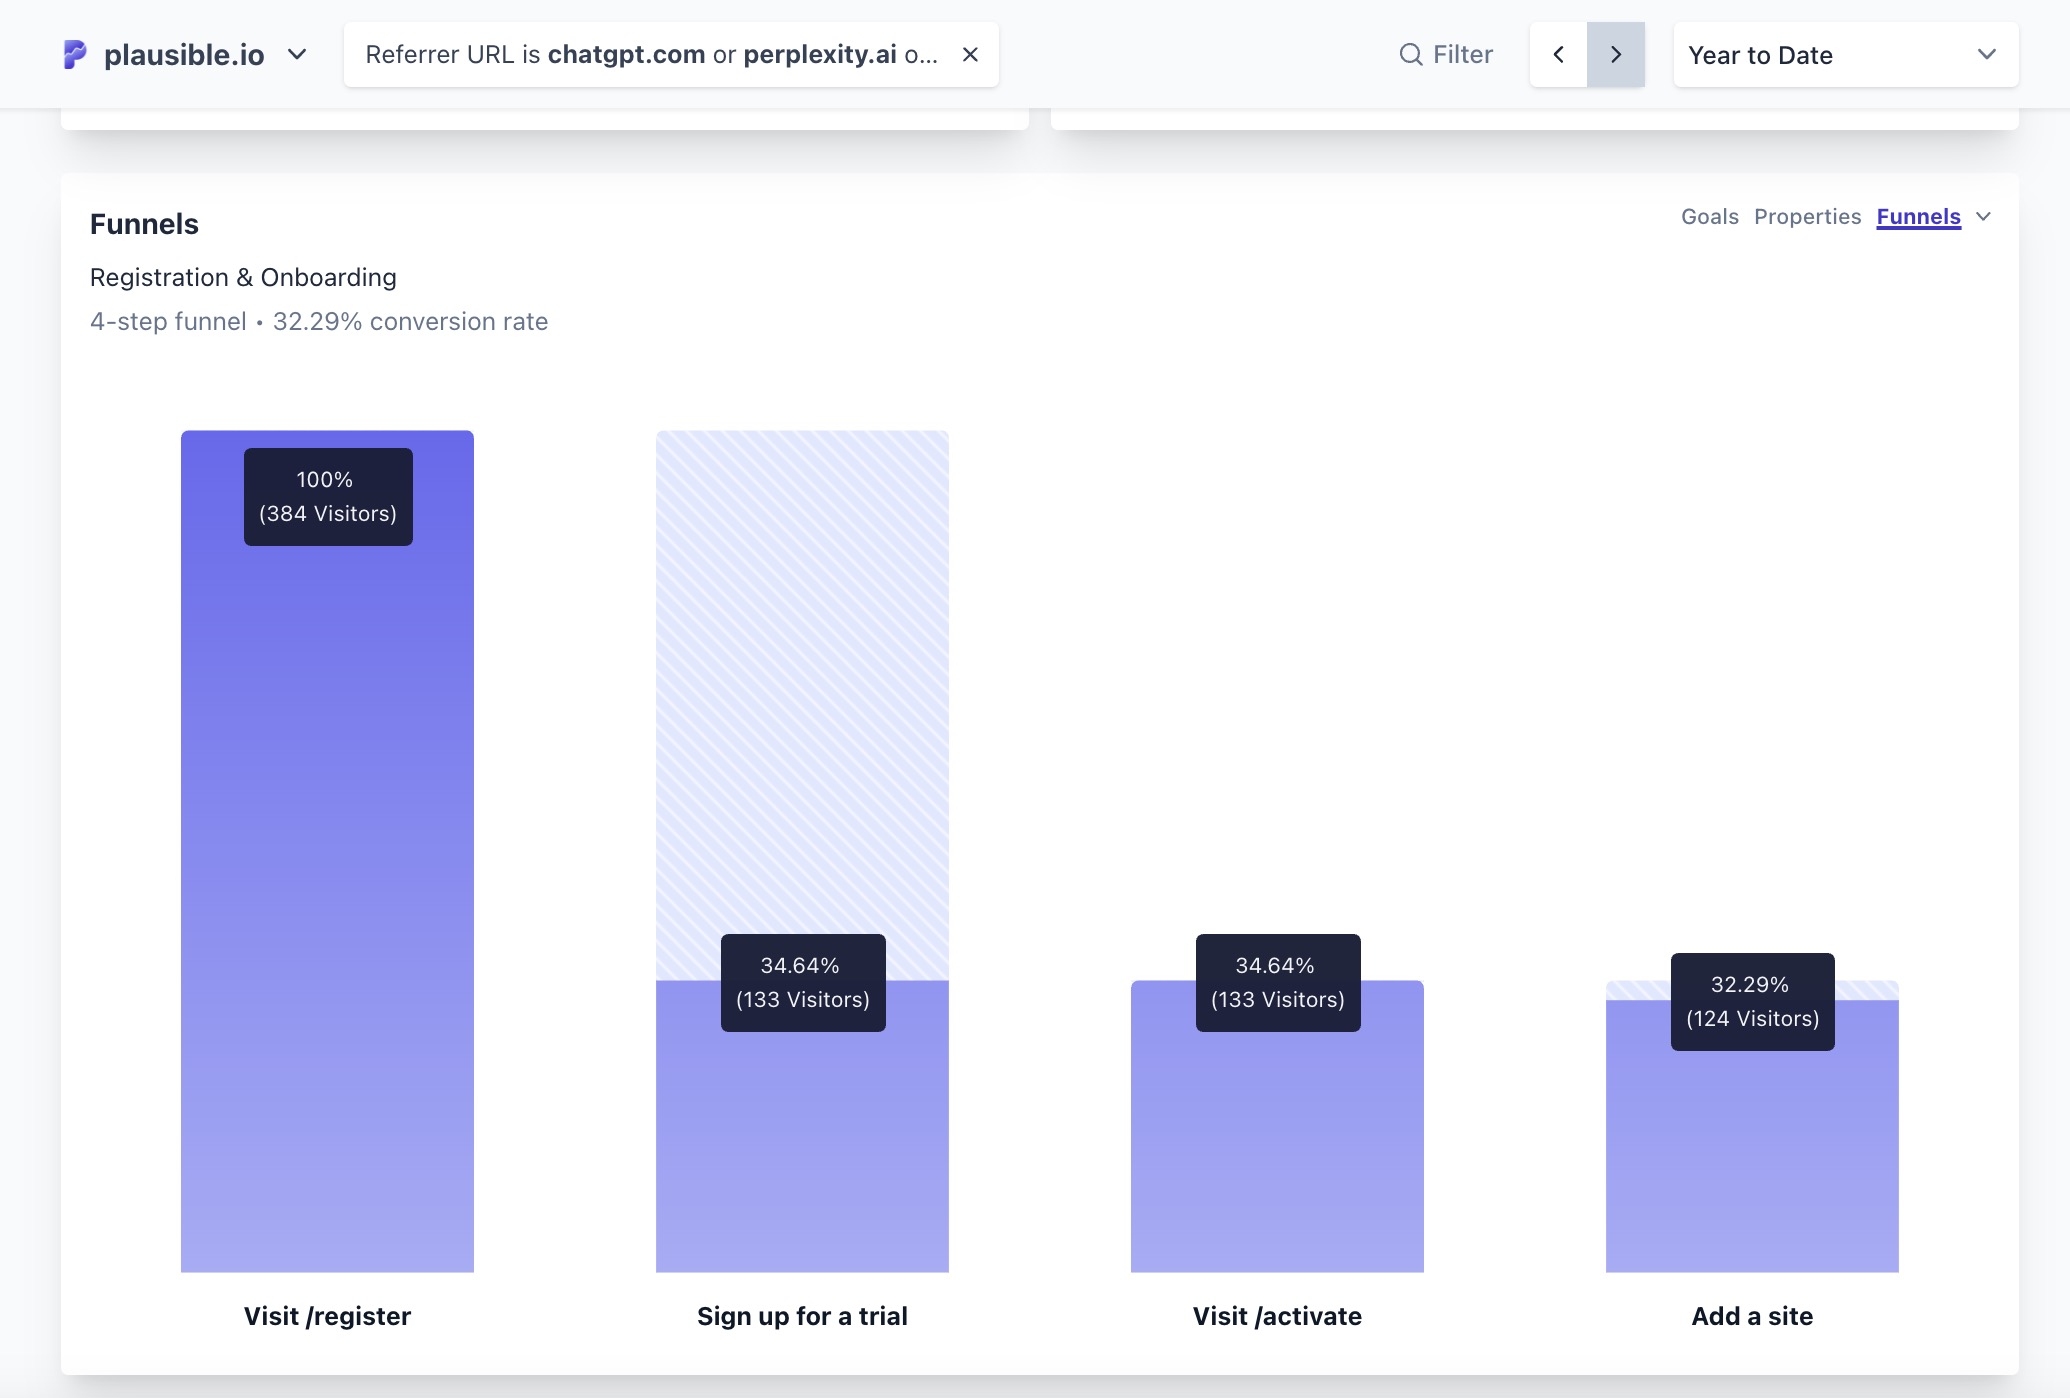 plausible.io
Referrer URL is chatgpt.com or perplexity.ai o...
Filter
Year to Date
Funnels
Goals Properties Funnels
Registration & Onboarding
4-step funnel • 32.29% conversion rate
100%
(384 Visitors)
34.64%
(133 Visitors)
34.64%
(133 Visitors)
32.29%
(124 Visitors)
Visit /register
Sign up for a trial
Visit /activate
Add a site